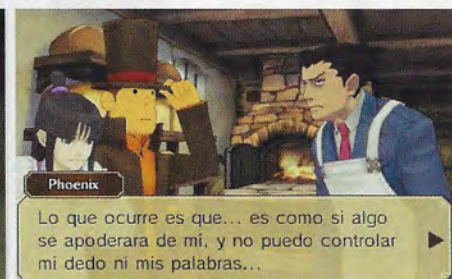 Phoenix
Lo que ocurre es que... es como si algo
se apoderara de mí, y no puedo controlar
mi dedo ni mis palabras...